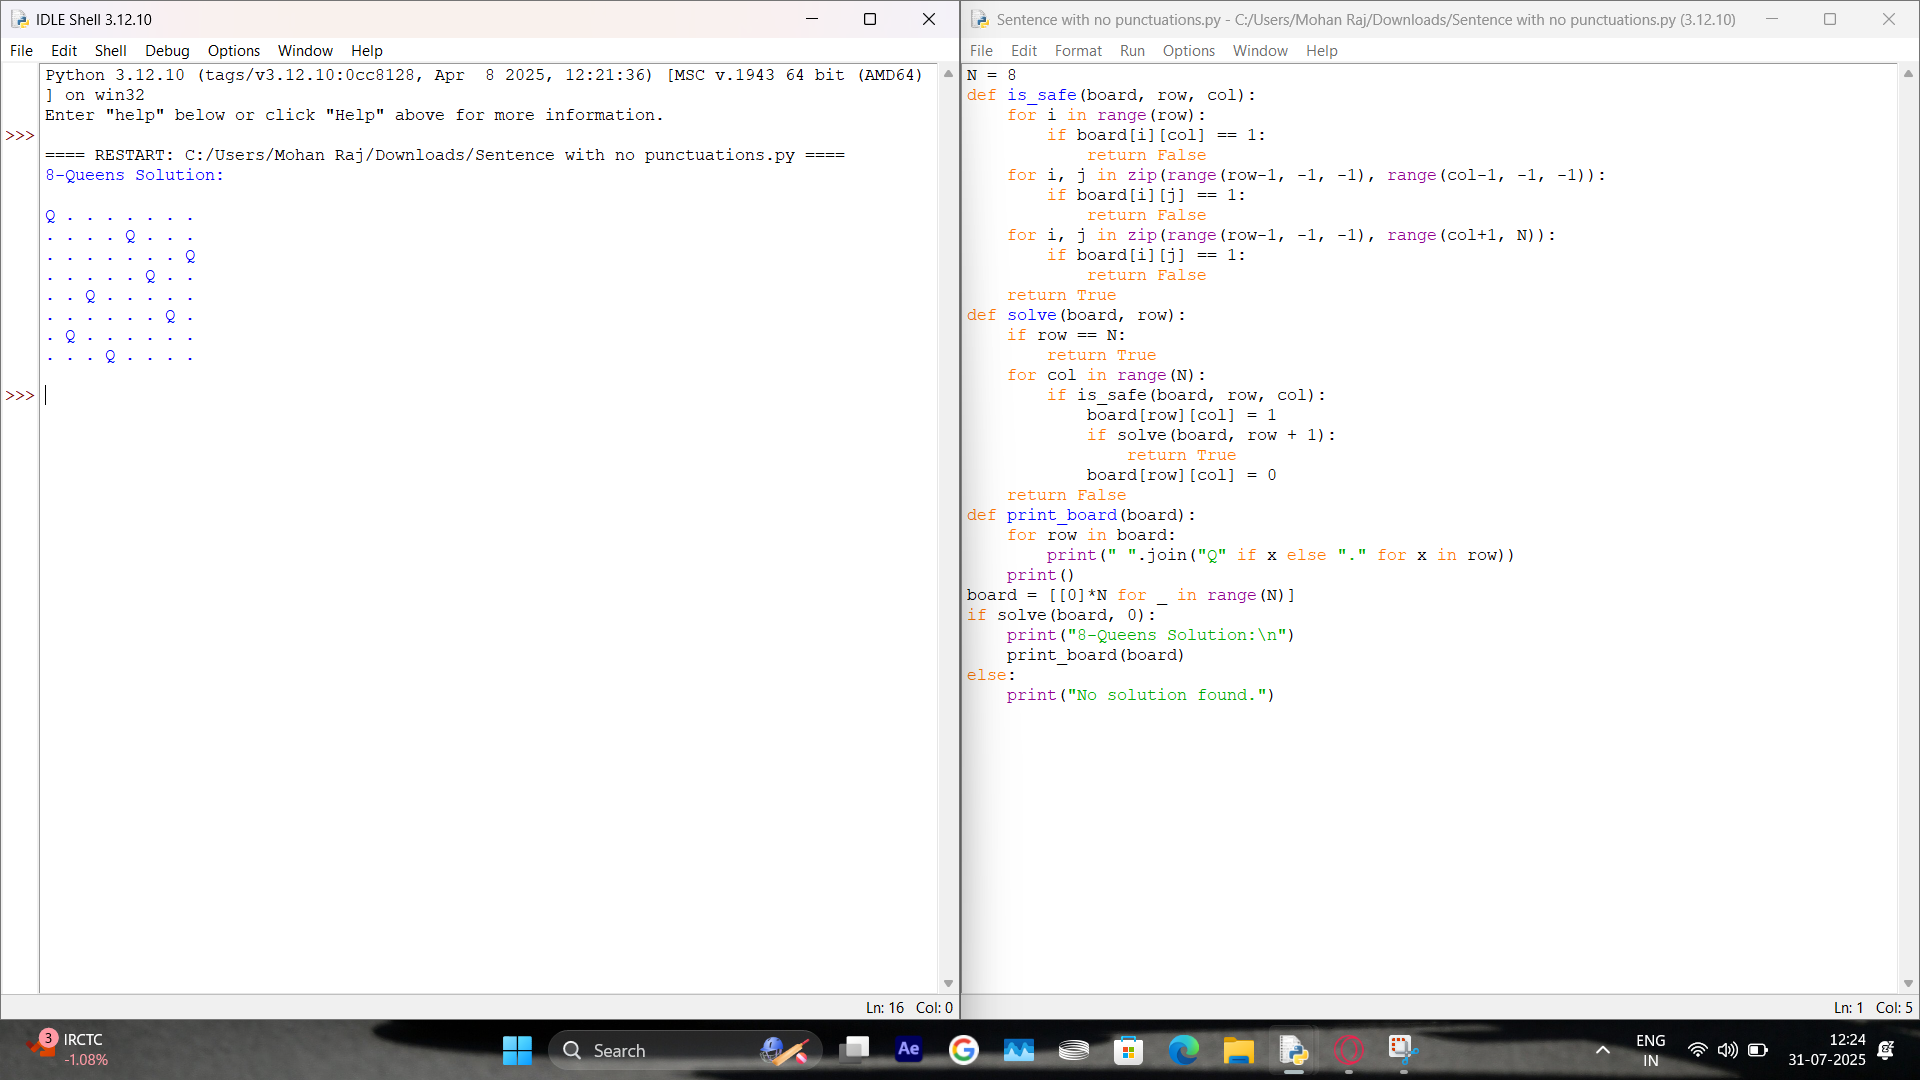 IDLE Shell 3.12.10
File Edit Shell Debug Options Window Help
Python 3.12.10 (tags/v3.12.10:0cc8128, Apr  8 2025, 12:21:36) [MSC v.1943 64 bit (AMD64)
] on win32
Enter "help" below or click "Help" above for more information.
>>>
==== RESTART: C:/Users/Mohan Raj/Downloads/Sentence with no punctuations.py ====
8-Queens Solution:
Q . . . . . . .
. . . . Q . . .
. . . . . . . Q
. . . . . Q . .
. . Q . . . . .
. . . . . . Q .
. Q . . . . . .
. . . Q . . . .
>>>
Ln: 16 Col: 0
Sentence with no punctuations.py - C:/Users/Mohan Raj/Downloads/Sentence with no punctuations.py (3.12.10)
File Edit Format Run Options Window Help
N = 8
def is_safe(board, row, col):
    for i in range(row):
        if board[i][col] == 1:
            return False
    for i, j in zip(range(row-1, -1, -1), range(col-1, -1, -1)):
        if board[i][j] == 1:
            return False
    for i, j in zip(range(row-1, -1, -1), range(col+1, N)):
        if board[i][j] == 1:
            return False
    return True
def solve(board, row):
    if row == N:
        return True
    for col in range(N):
        if is_safe(board, row, col):
            board[row][col] = 1
            if solve(board, row + 1):
                return True
            board[row][col] = 0
    return False
def print_board(board):
    for row in board:
        print(" ".join("Q" if x else "." for x in row))
    print()
board = [[0]*N for _ in range(N)]
if solve(board, 0):
    print("8-Queens Solution:\n")
    print_board(board)
else:
    print("No solution found.")
Ln: 1 Col: 5
3 IRCTC
-1.08%
Search
Ae
ENG
IN
12:24
31-07-2025